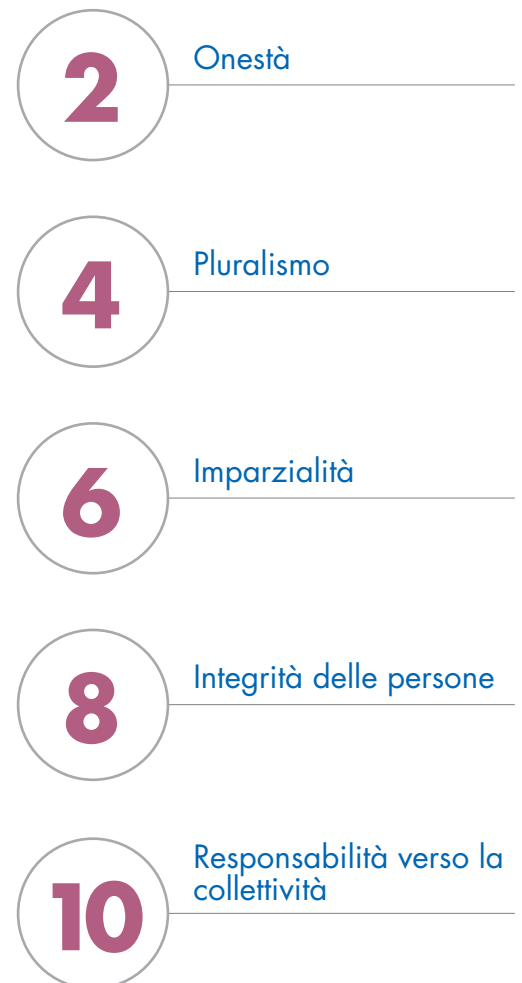 2
Onestà
4
Pluralismo
6
Imparzialità
8
Integrità delle persone
10
Responsabilità verso la
collettività